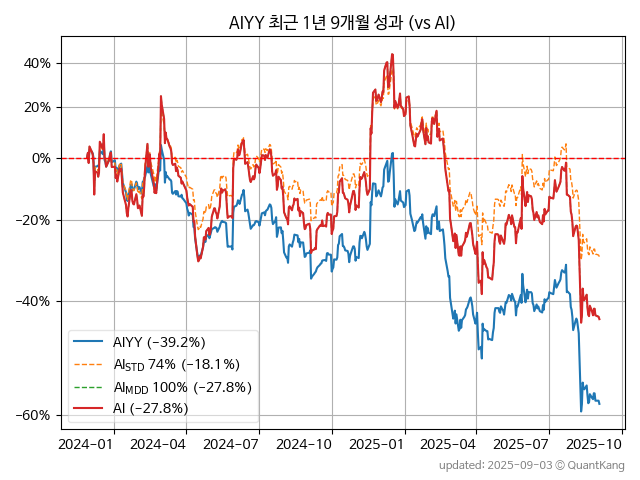 AIYY 최근 1년 9개월 성과 (vs AI)
40%
20%
0%
−20%
−40%
−60%
AIYY (−39.2%)
AI_STD 74% (−18.1%)
AI_MDD 100% (−27.8%)
AI (−27.8%)
2024-01 2024-04 2024-07 2024-10 2025-01 2025-04 2025-07 2025-10
updated: 2025-09-03 © QuantKang